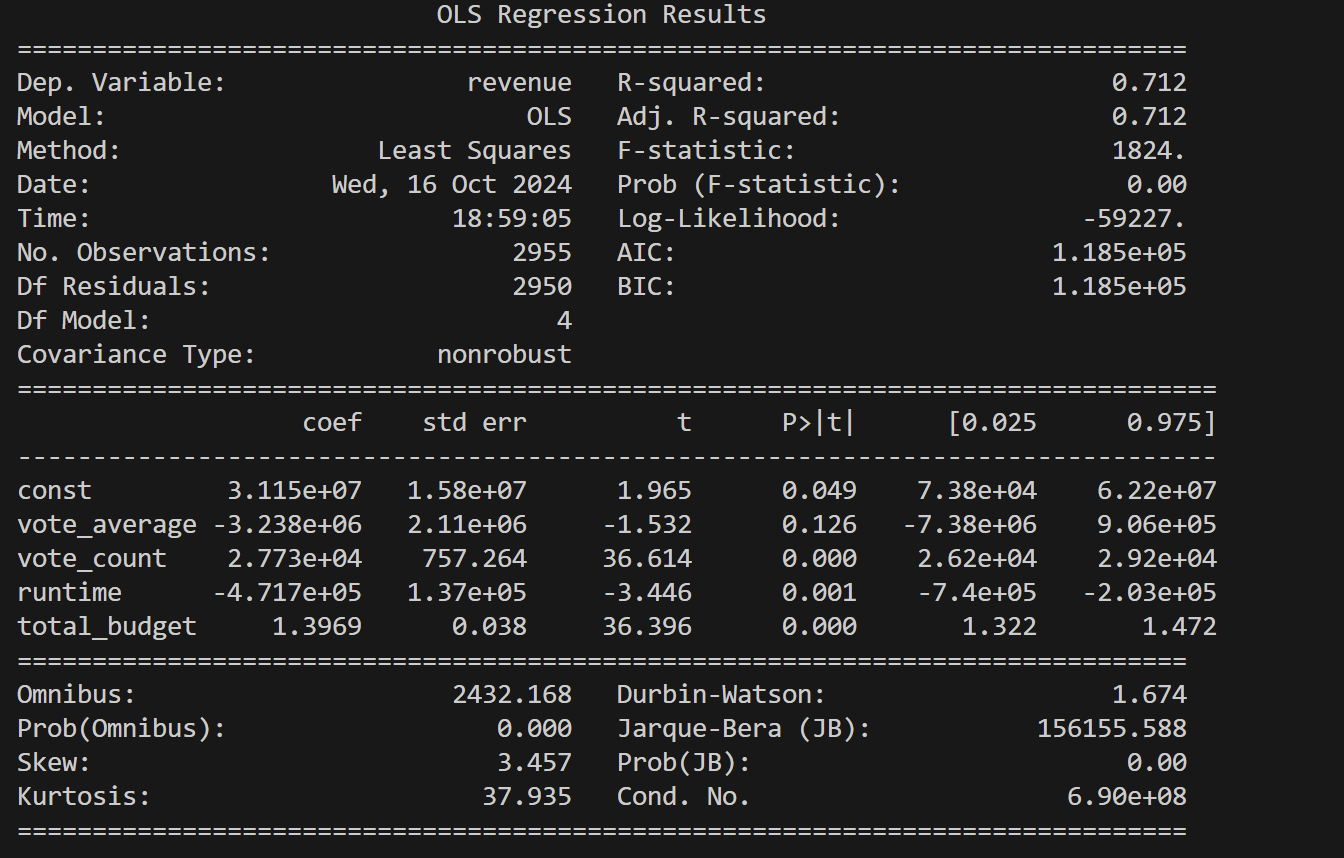 OLS Regression Results
==============================================================================
Dep. Variable:                revenue   R-squared:                       0.712
Model:                            OLS   Adj. R-squared:                  0.712
Method:                 Least Squares   F-statistic:                     1824.
Date:                Wed, 16 Oct 2024   Prob (F-statistic):               0.00
Time:                        18:59:05   Log-Likelihood:                -59227.
No. Observations:                2955   AIC:                         1.185e+05
Df Residuals:                    2950   BIC:                         1.185e+05
Df Model:                           4
Covariance Type:            nonrobust
================================================================================
                   coef    std err          t      P>|t|      [0.025      0.975]
--------------------------------------------------------------------------------
const         3.115e+07   1.58e+07      1.965      0.049    7.38e+04    6.22e+07
vote_average -3.238e+06   2.11e+06     -1.532      0.126   -7.38e+06    9.06e+05
vote_count    2.773e+04    757.264     36.614      0.000    2.62e+04    2.92e+04
runtime      -4.717e+05   1.37e+05     -3.446      0.001    -7.4e+05   -2.03e+05
total_budget     1.3969      0.038     36.396      0.000       1.322       1.472
==============================================================================
Omnibus:                     2432.168   Durbin-Watson:                   1.674
Prob(Omnibus):                  0.000   Jarque-Bera (JB):           156155.588
Skew:                           3.457   Prob(JB):                         0.00
Kurtosis:                      37.935   Cond. No.                     6.90e+08
==============================================================================